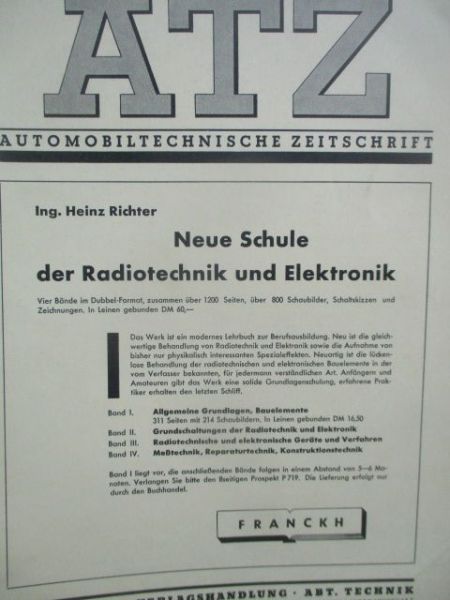 ATZ
AUTOMOBILTECHNISCHE ZEITSCHRIFT
Ing. Heinz Richter
Neue Schule
der Radiotechnik und Elektronik
Vier Bände im Dubbel-Format, zusammen über 1200 Seiten, über 800 Schaubilder, Schaltskizzen und
Zeichnungen. In Leinen gebunden DM 60,—
Das Werk ist ein modernes Lehrbuch zur Berufsausbildung. Neu ist die gleich-
wertige Behandlung von Radiotechnik und Elektronik sowie die Aufnahme von
bisher nur physikalisch interessanten Spezialeffekten. Neuartig ist die lücken-
lose Behandlung der radiotechnischen und elektronischen Bauelemente in der
vom Verfasser bekannten, für jedermann verständlichen Art. Anfängern und
Amateuren gibt das Werk eine solide Grundlagenschulung, erfahrene Prak-
tiker erhalten den letzten Schliff.
Band I. Allgemeine Grundlagen, Bauelemente
311 Seiten mit 214 Schaubildern. In Leinen gebunden DM 16.50
Band II. Grundschaltungen der Radiotechnik und Elektronik
Band III. Radiotechnische und elektronische Geräte und Verfahren
Band IV. Meßtechnik, Reparaturtechnik, Konstruktionstechnik
Band I liegt vor, die anschließenden Bände folgen in einem Abstand von 5—6 Mo-
naten. Verlangen Sie bitte den 8seitigen Prospekt P 719. Die Lieferung erfolgt nur
durch den Buchhandel.
FRANCKH
VERLAGSHANDLUNG · ABT. TECHNIK